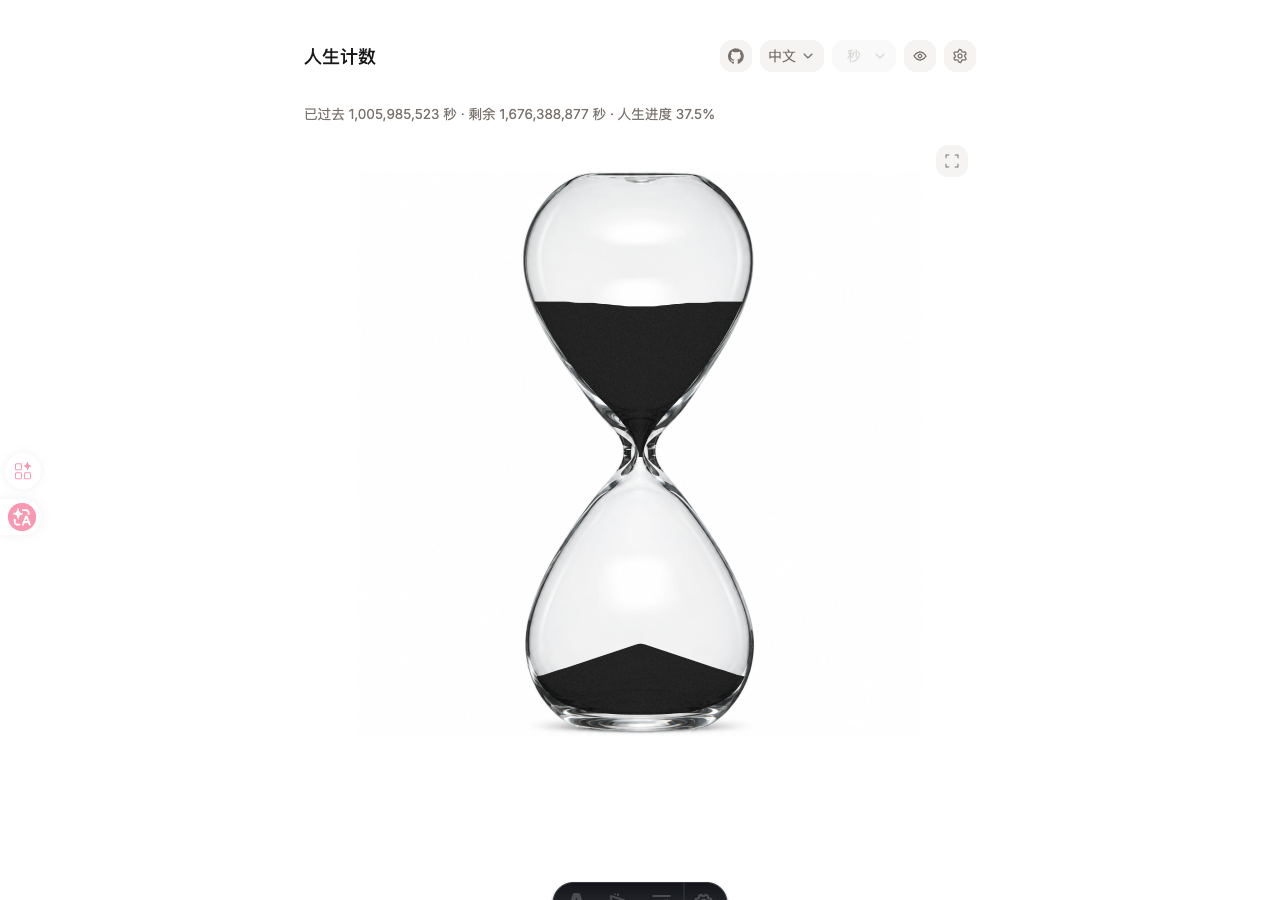 人生计数
中文
秒
已过去 1,005,985,523 秒 · 剩余 1,676,388,877 秒 · 人生进度 37.5%